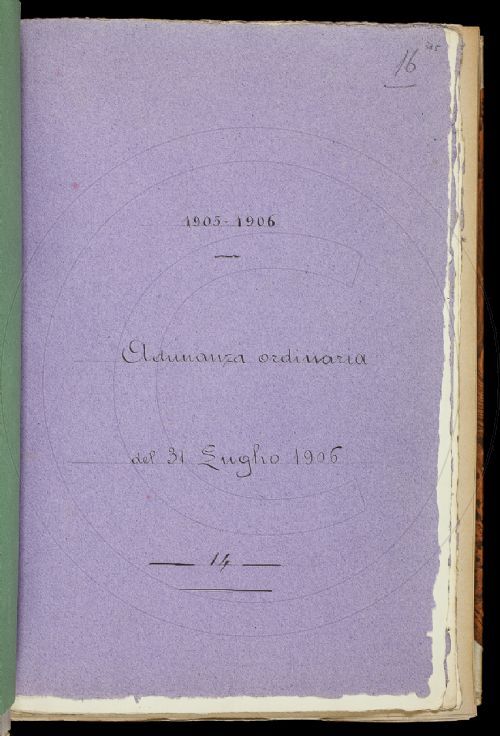 16
1905-1906
Adunanza ordinaria
del 31 Luglio 1906
14